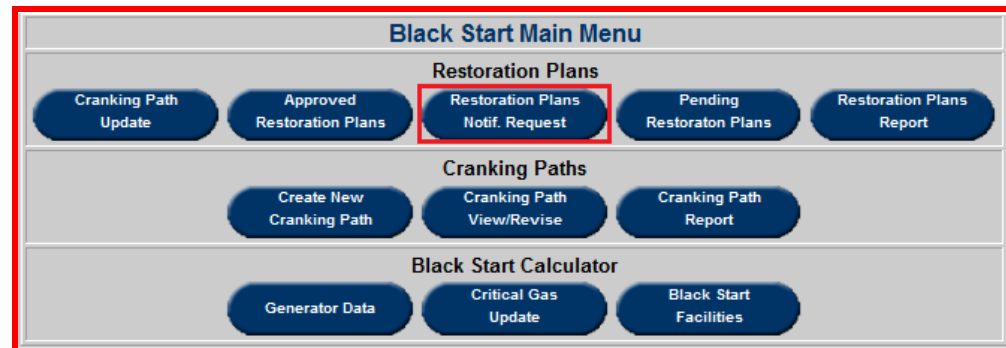 Black Start Main Menu
Restoration Plans
Cranking Path
Update
Approved
Restoration Plans
Restoration Plans
Notif. Request
Pending
Restoraton Plans
Restoration Plans
Report
Cranking Paths
Create New
Cranking Path
Cranking Path
View/Revise
Cranking Path
Report
Black Start Calculator
Generator Data
Critical Gas
Update
Black Start
Facilities